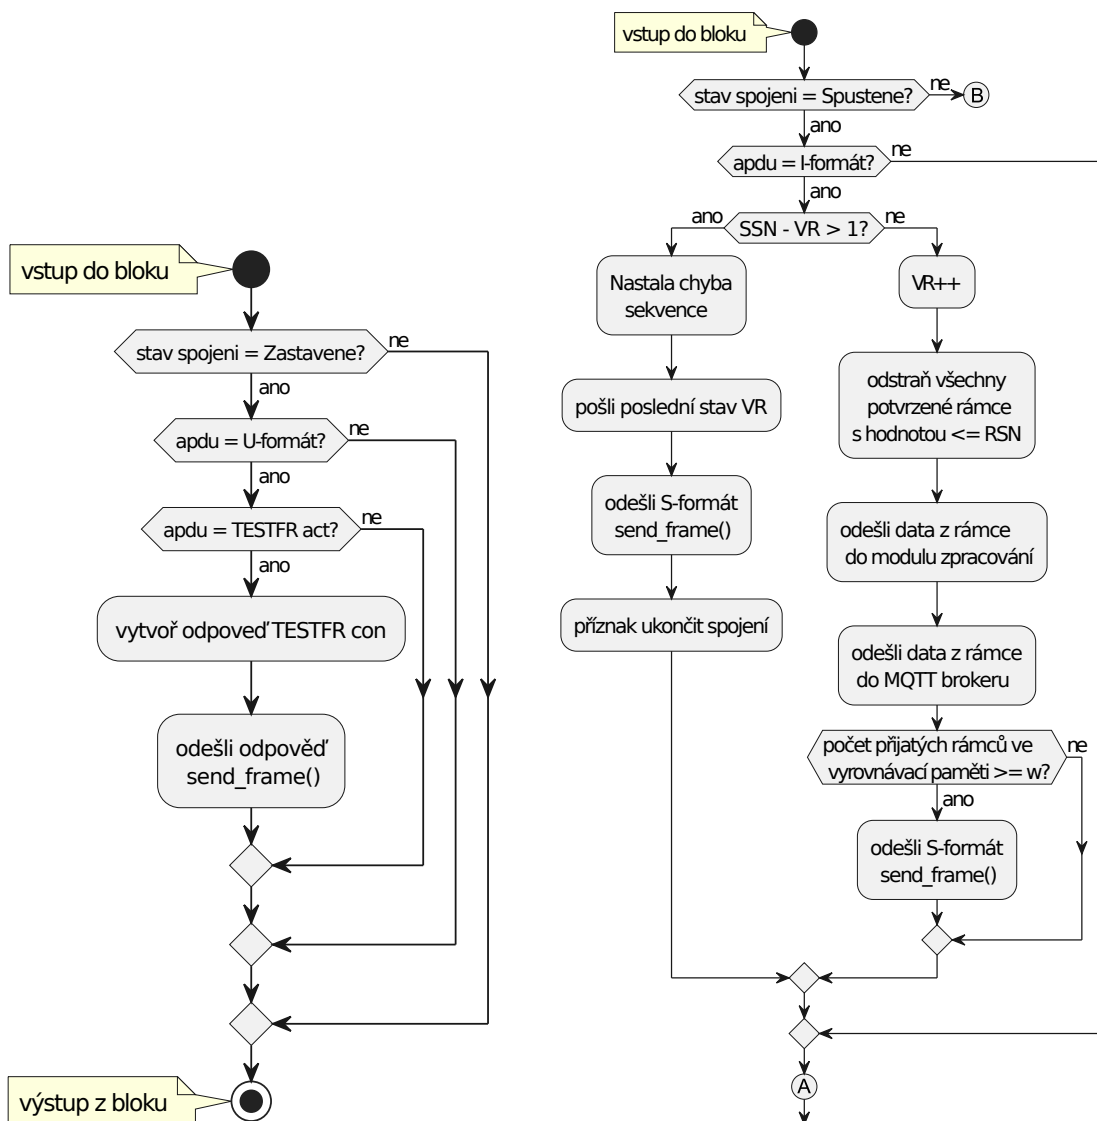 vstup do bloku
stav spojeni = Zastavene?
ne
ano
apdu = U-formát?
ne
ano
apdu = TESTFR act?
ne
ano
vytvoř odpoveď TESTFR con
odešli odpověď
send_frame()
výstup z bloku
vstup do bloku
stav spojeni = Spustene?
ne
B
ano
apdu = I-formát?
ne
ano
ano
SSN - VR > 1?
ne
Nastala chyba
sekvence
pošli poslední stav VR
odešli S-formát
send_frame()
příznak ukončit spojení
VR++
odstraň všechny
potvrzené rámce
s hodnotou <= RSN
odešli data z rámce
do modulu zpracování
odešli data z rámce
do MQTT brokeru
počet přijatých rámců ve
vyrovnávací paměti >= w?
ne
ano
odešli S-formát
send_frame()
A